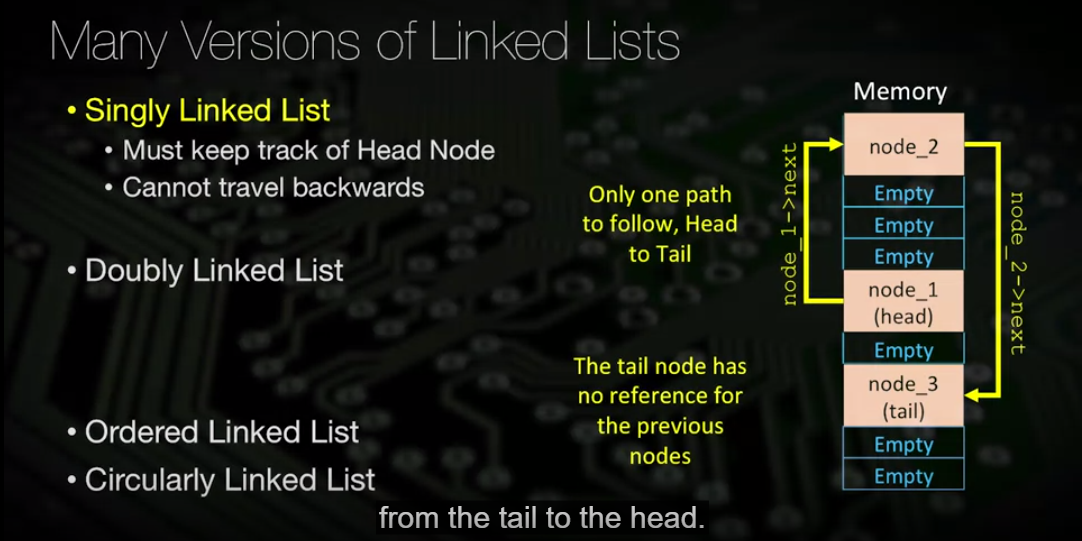 Many Versions of Linked Lists
• Singly Linked List
• Must keep track of Head Node
• Cannot travel backwards
• Doubly Linked List
• Ordered Linked List
• Circularly Linked List
Only one path
to follow, Head
to Tail
The tail node has
no reference for
the previous
nodes
Memory
node_1->next
node_2
Empty
Empty
Empty
node_1
(head)
Empty
node_3
(tail)
Empty
Empty
node_2->next
from the tail to the head.